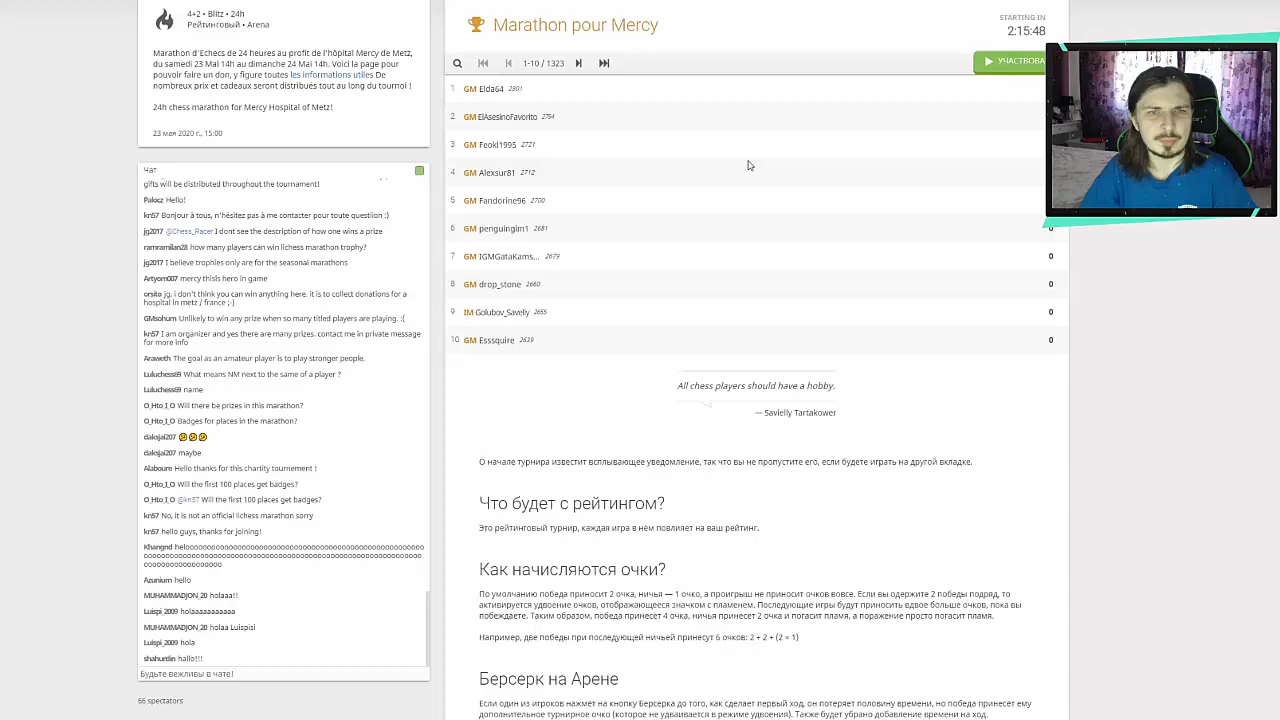 4+2 • Blitz • 24h
Рейтинговый • Arena
Marathon d'Echecs de 24 heures au profit de l'hôpital Mercy de Metz,
du samedi 23 Mai 14h au dimanche 24 Mai 14h. Voici la page pour
pouvoir faire un don, y figure toutes les informations utiles De
nombreux prix et cadeaux seront distribués tout au long du tournoi !
24h chess marathon for Mercy Hospital of Metz!
23 мая 2020 г., 15:00
Чат
gifts will be distributed throughout the tournament!
Palocz Hello!
kn57 Bonjour à tous, n'hésitez pas à me contacter pour toute question :)
jg2017 @Chess_Racer I dont see the description of how one wins a prize
ramramilan28 how many players can win lichess marathon trophy?
jg2017 I believe trophies only are for the seasonal marathons
Artyom007 mercy thisis hero in game
orsito jg, i don't think you can win anything here. it is to collect donations for a
hospital in metz / france ;-)
GMsohum Unlikely to win any prize when so many titled players are playing. :(
kn57 I am organizer and yes there are many prizes. contact me in private message
for more info
Araweth The goal as an amateur player is to play stronger people.
Luluchess69 What means NM next to the same of a player ?
Luluchess69 name
O_Hto_I_O Will there be prizes in this marathon?
O_Hto_I_O Badges for places in the marathon?
daksjai207
daksjai207 maybe
Alaboure Hello thanks for this chartity tournement !
O_Hto_I_O Will the first 100 places get badges?
O_Hto_I_O @kn57 Will the first 100 places get badges?
kn57 No, it is not an official lichess marathon sorry
kn57 hello guys, thanks for joining!
Khangnd
Azunium hello
MUHAMMADJON_20 holaaa!!
Luispi_2009 holaaaaaaaaaaa
MUHAMMADJON_20 holaa Luispisi
Luispi_2009 hola
shahurdin hallo!!!
Будьте вежливы в чате!
66 spectators
Marathon pour Mercy
STARTING IN
2:15:48
1-10 / 1323
УЧАСТВОВА
1 GM Elda64 2801
2 GM ElAsesinoFavorito 2754
3 GM Feokl1995 2721
4 GM Alexsur81 2712
5 GM Fandorine96 2700
6 GM penguingim1 2681 0
7 GM IGMGataKams... 2673 0
8 GM drop_stone 2660 0
9 IM Golubov_Saveliy 2655 0
10 GM Esssquire 2639 0
All chess players should have a hobby.
— Savielly Tartakower
О начале турнира известит всплывающее уведомление, так что вы не пропустите его, если будете играть на другой вкладке.
Что будет с рейтингом?
Это рейтинговый турнир, каждая игра в нём повлияет на ваш рейтинг.
Как начисляются очки?
По умолчанию победа приносит 2 очка, ничья — 1 очко, а проигрыш не приносит очков вовсе. Если вы одержите 2 победы подряд, то
активируется удвоение очков, отображающееся значком с пламенем. Последующие игры будут приносить вдвое больше очков, пока вы
побеждаете. Таким образом, победа принесёт 4 очка, ничья принесёт 2 очка и погасит пламя, а поражение просто погасит пламя.
Например, две победы при последующей ничьей принесут 6 очков: 2 + 2 + (2 × 1)
Берсерк на Арене
Если один из игроков нажмёт на кнопку Берсерка до того, как сделает первый ход, он потеряет половину времени, но победа принесёт ему
дополнительное турнирное очко (которое не удваивается в режиме удвоения). Также будет убрано добавление времени на ход.